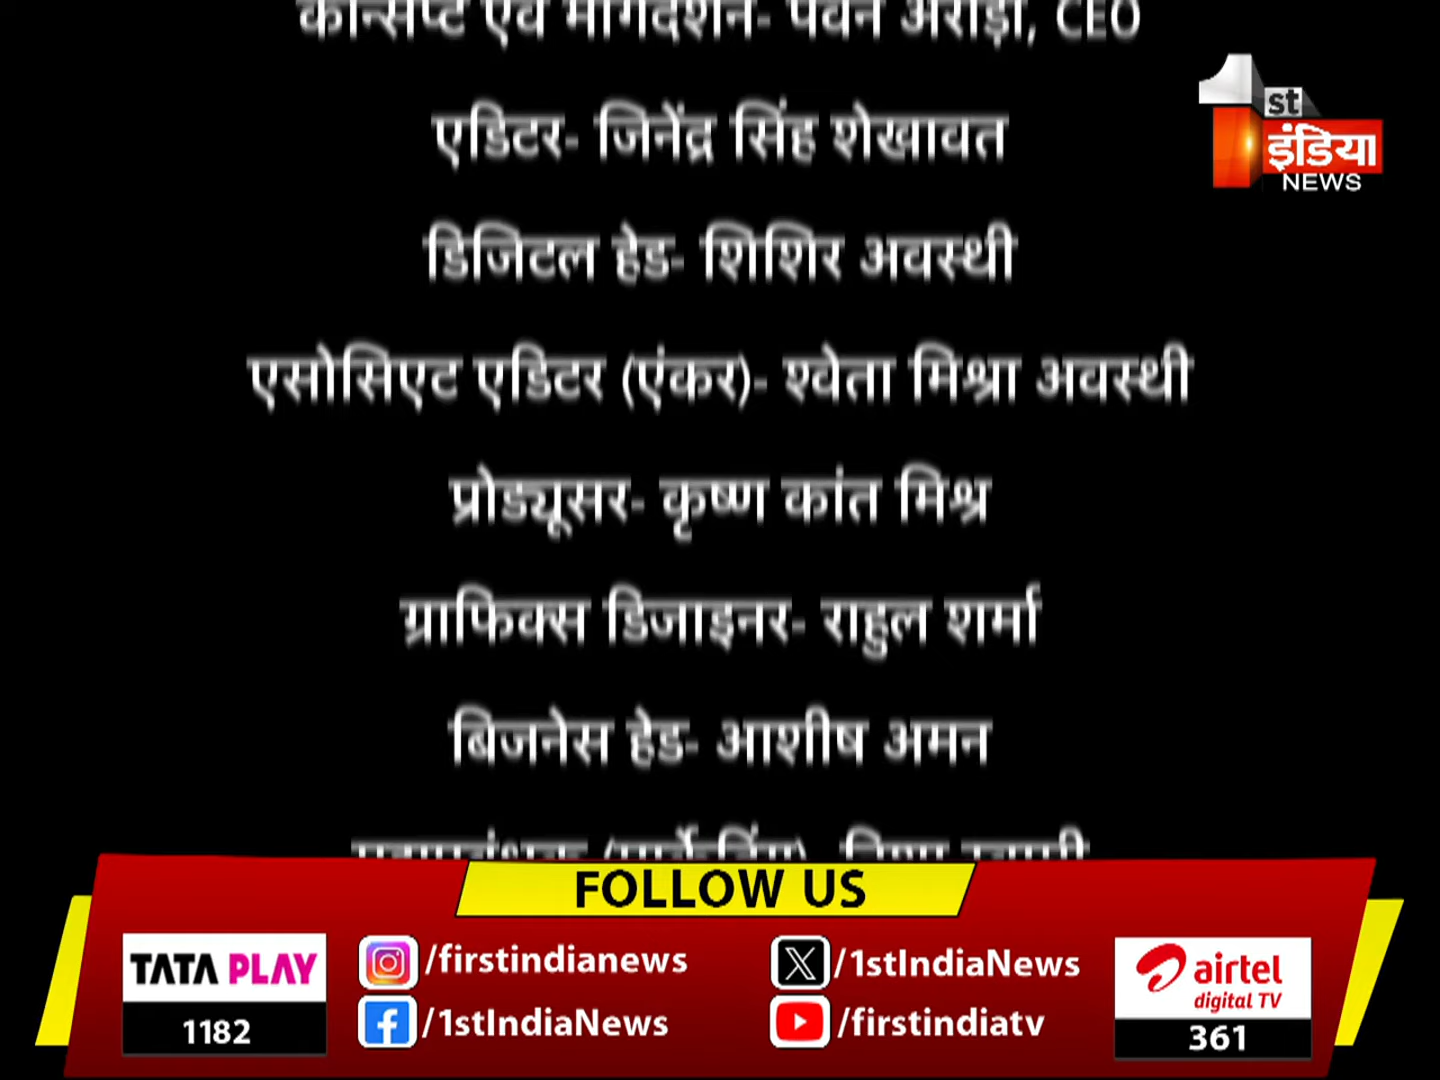 कॉन्सेप्ट एवं मार्गदर्शन- पवन अरोड़ा, CEO
1st
इंडिया
NEWS
एडिटर- जिनेंद्र सिंह शेखावत
डिजिटल हेड- शिशिर अवस्थी
एसोसिएट एडिटर (एंकर)- श्वेता मिश्रा अवस्थी
प्रोड्यूसर- कृष्ण कांत मिश्र
ग्राफिक्स डिजाइनर- राहुल शर्मा
बिजनेस हेड- आशीष अमन
FOLLOW US
TATA PLAY
1182
/firstindianews
/1stIndiaNews
/1stIndiaNews
/firstindiatv
airtel
digital TV
361